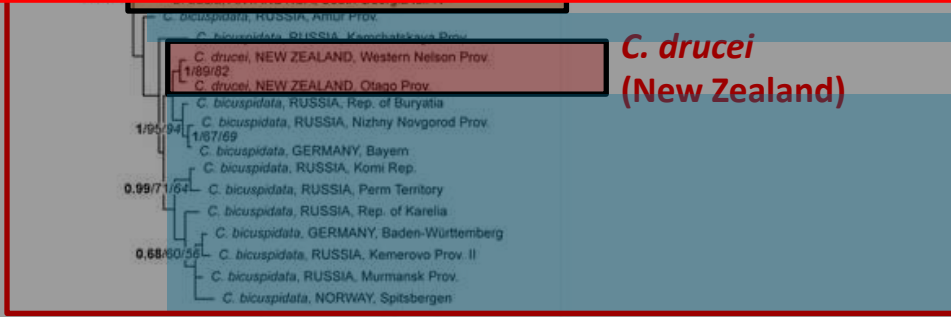 C. bicuspidata, RUSSIA, Amur Prov.
C. bicuspidata, RUSSIA, Kamchatskaya Prov.
C. drucei, NEW ZEALAND, Western Nelson Prov.
1/89/82
C. drucei, NEW ZEALAND, Otago Prov.
C. drucei
(New Zealand)
C. bicuspidata, RUSSIA, Rep. of Buryatia
C. bicuspidata, RUSSIA, Nizhny Novgorod Prov.
1/95/94
1/67/69
C. bicuspidata, GERMANY, Bayern
C. bicuspidata, RUSSIA, Komi Rep.
0.99/71/64
C. bicuspidata, RUSSIA, Perm Territory
C. bicuspidata, RUSSIA, Rep. of Karelia
C. bicuspidata, GERMANY, Baden-Württemberg
0,68/60/56
C. bicuspidata, RUSSIA, Kemerovo Prov. II
C. bicuspidata, RUSSIA, Murmansk Prov.
C. bicuspidata, NORWAY, Spitsbergen